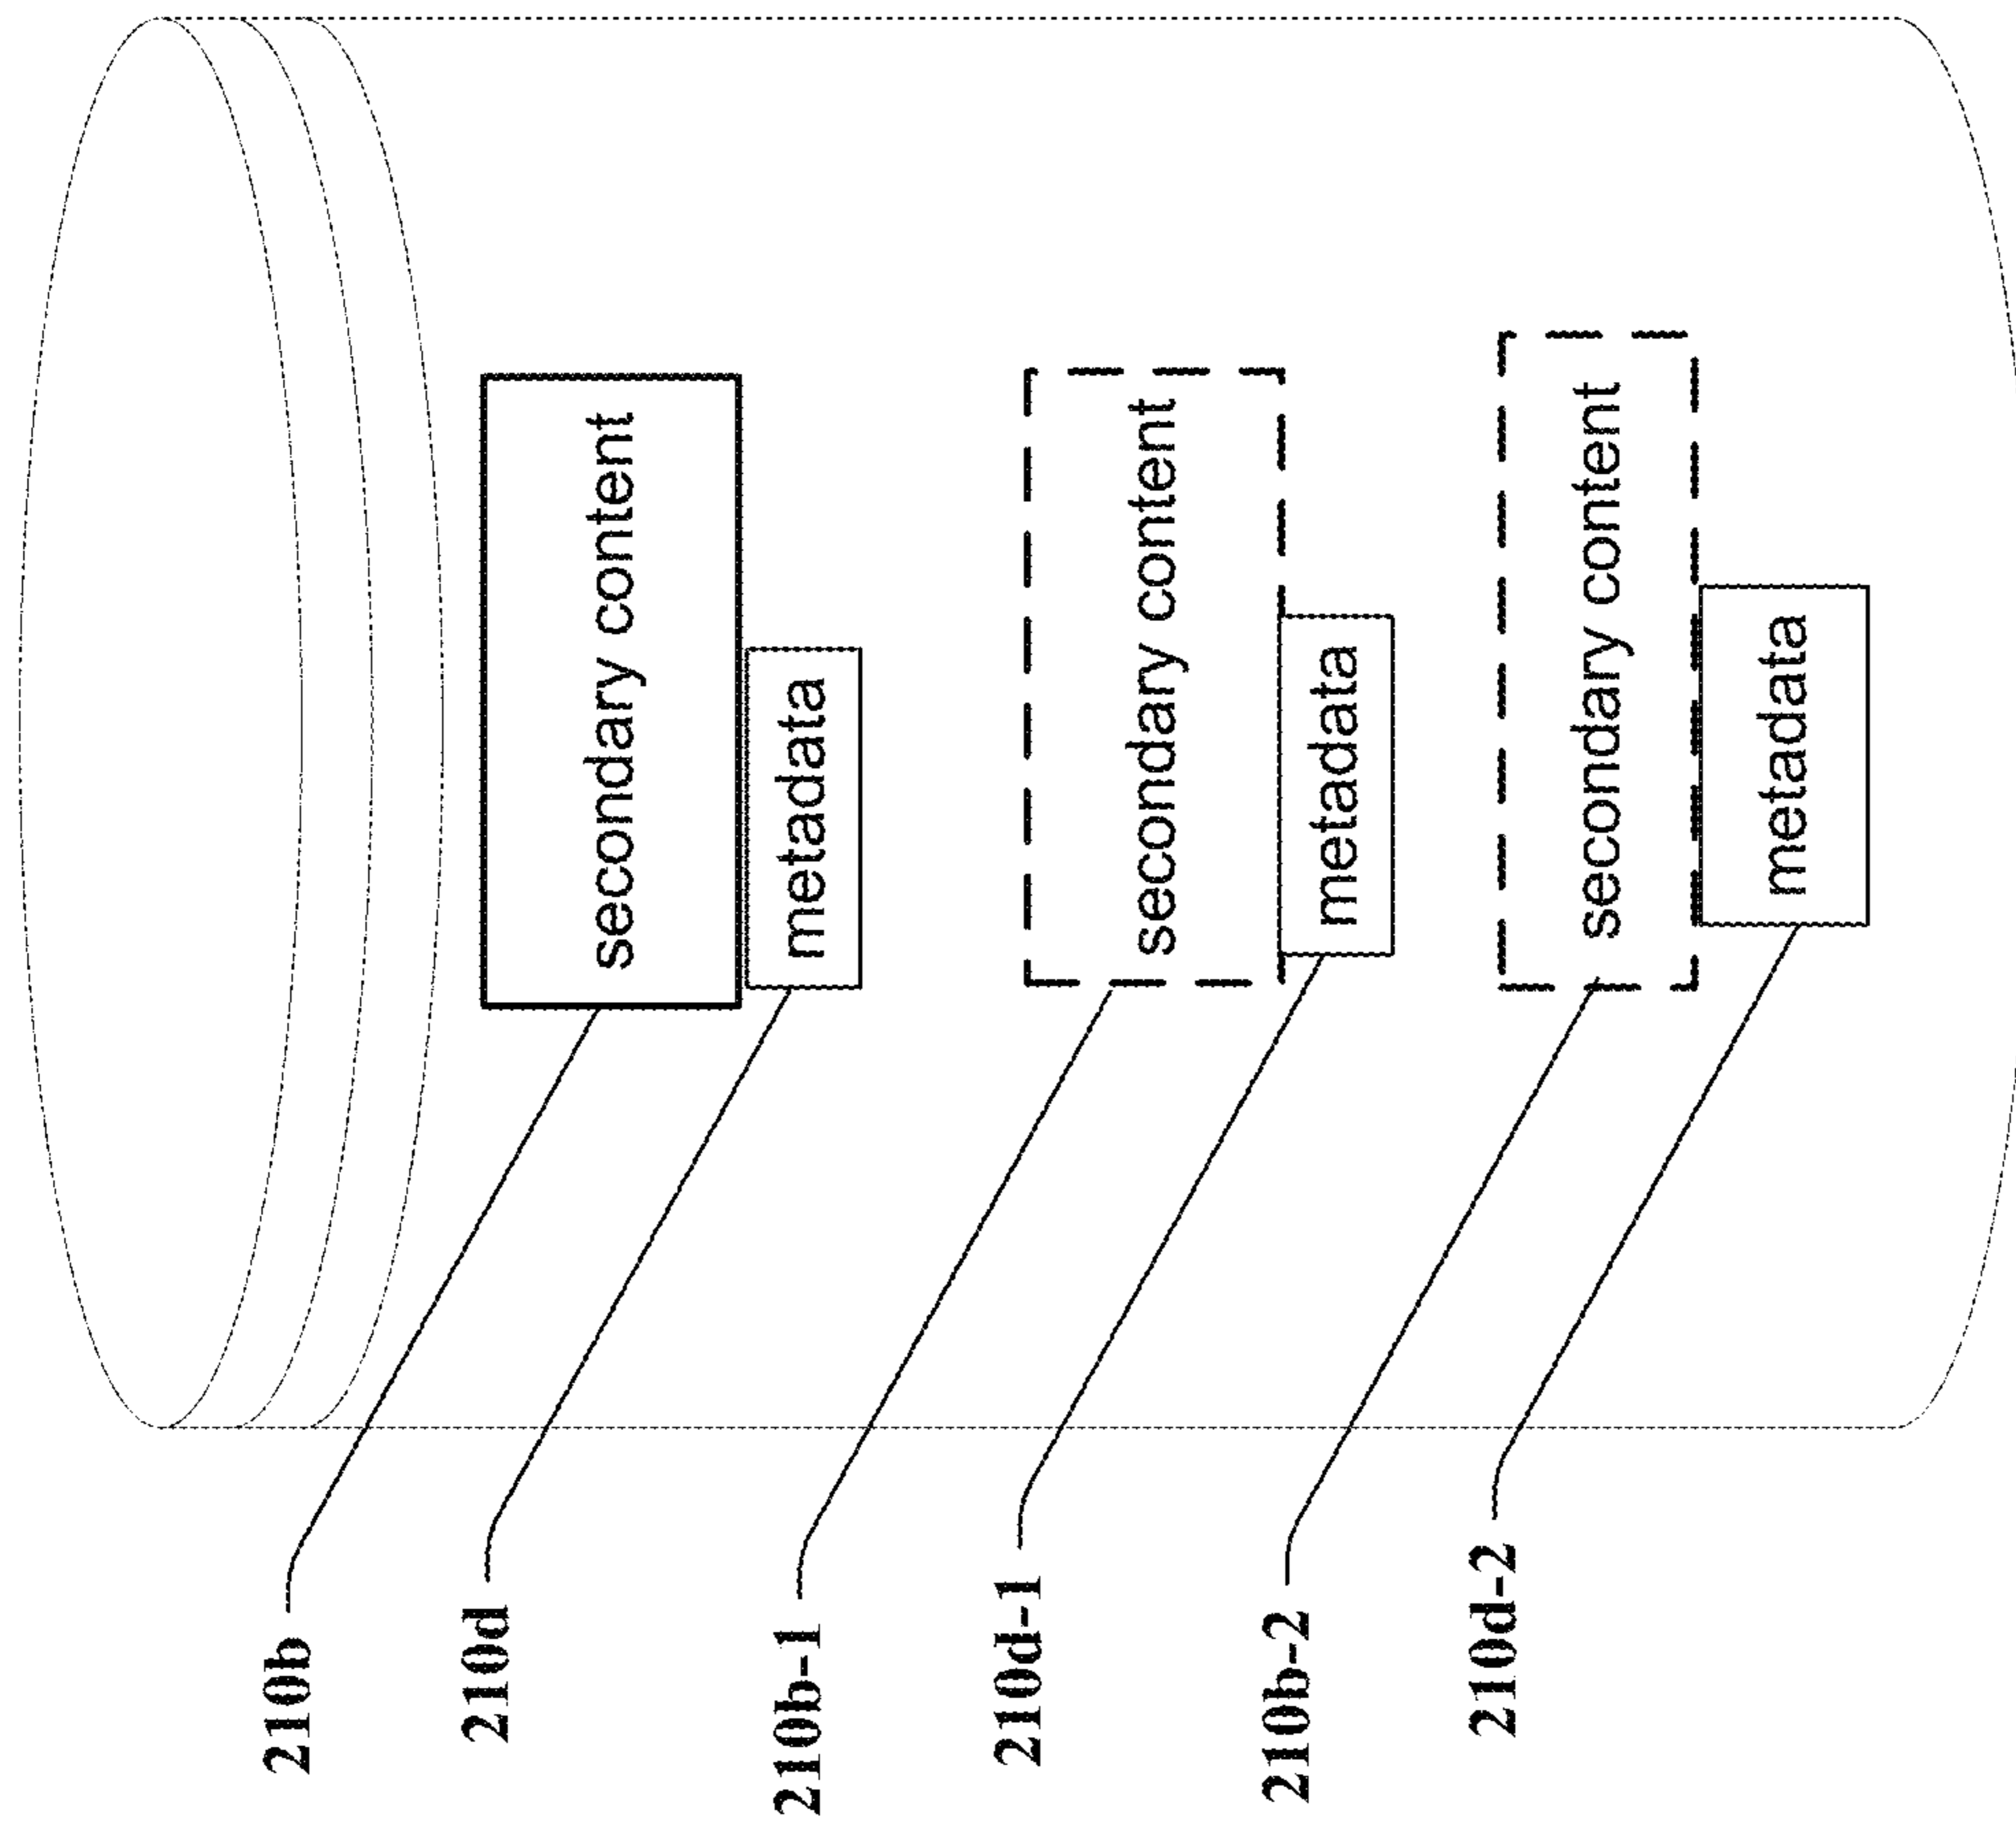 210b
secondary content
210d
metadata
210b-1
secondary content
210d-1
metadata
210b-2
secondary content
210d-2
metadata